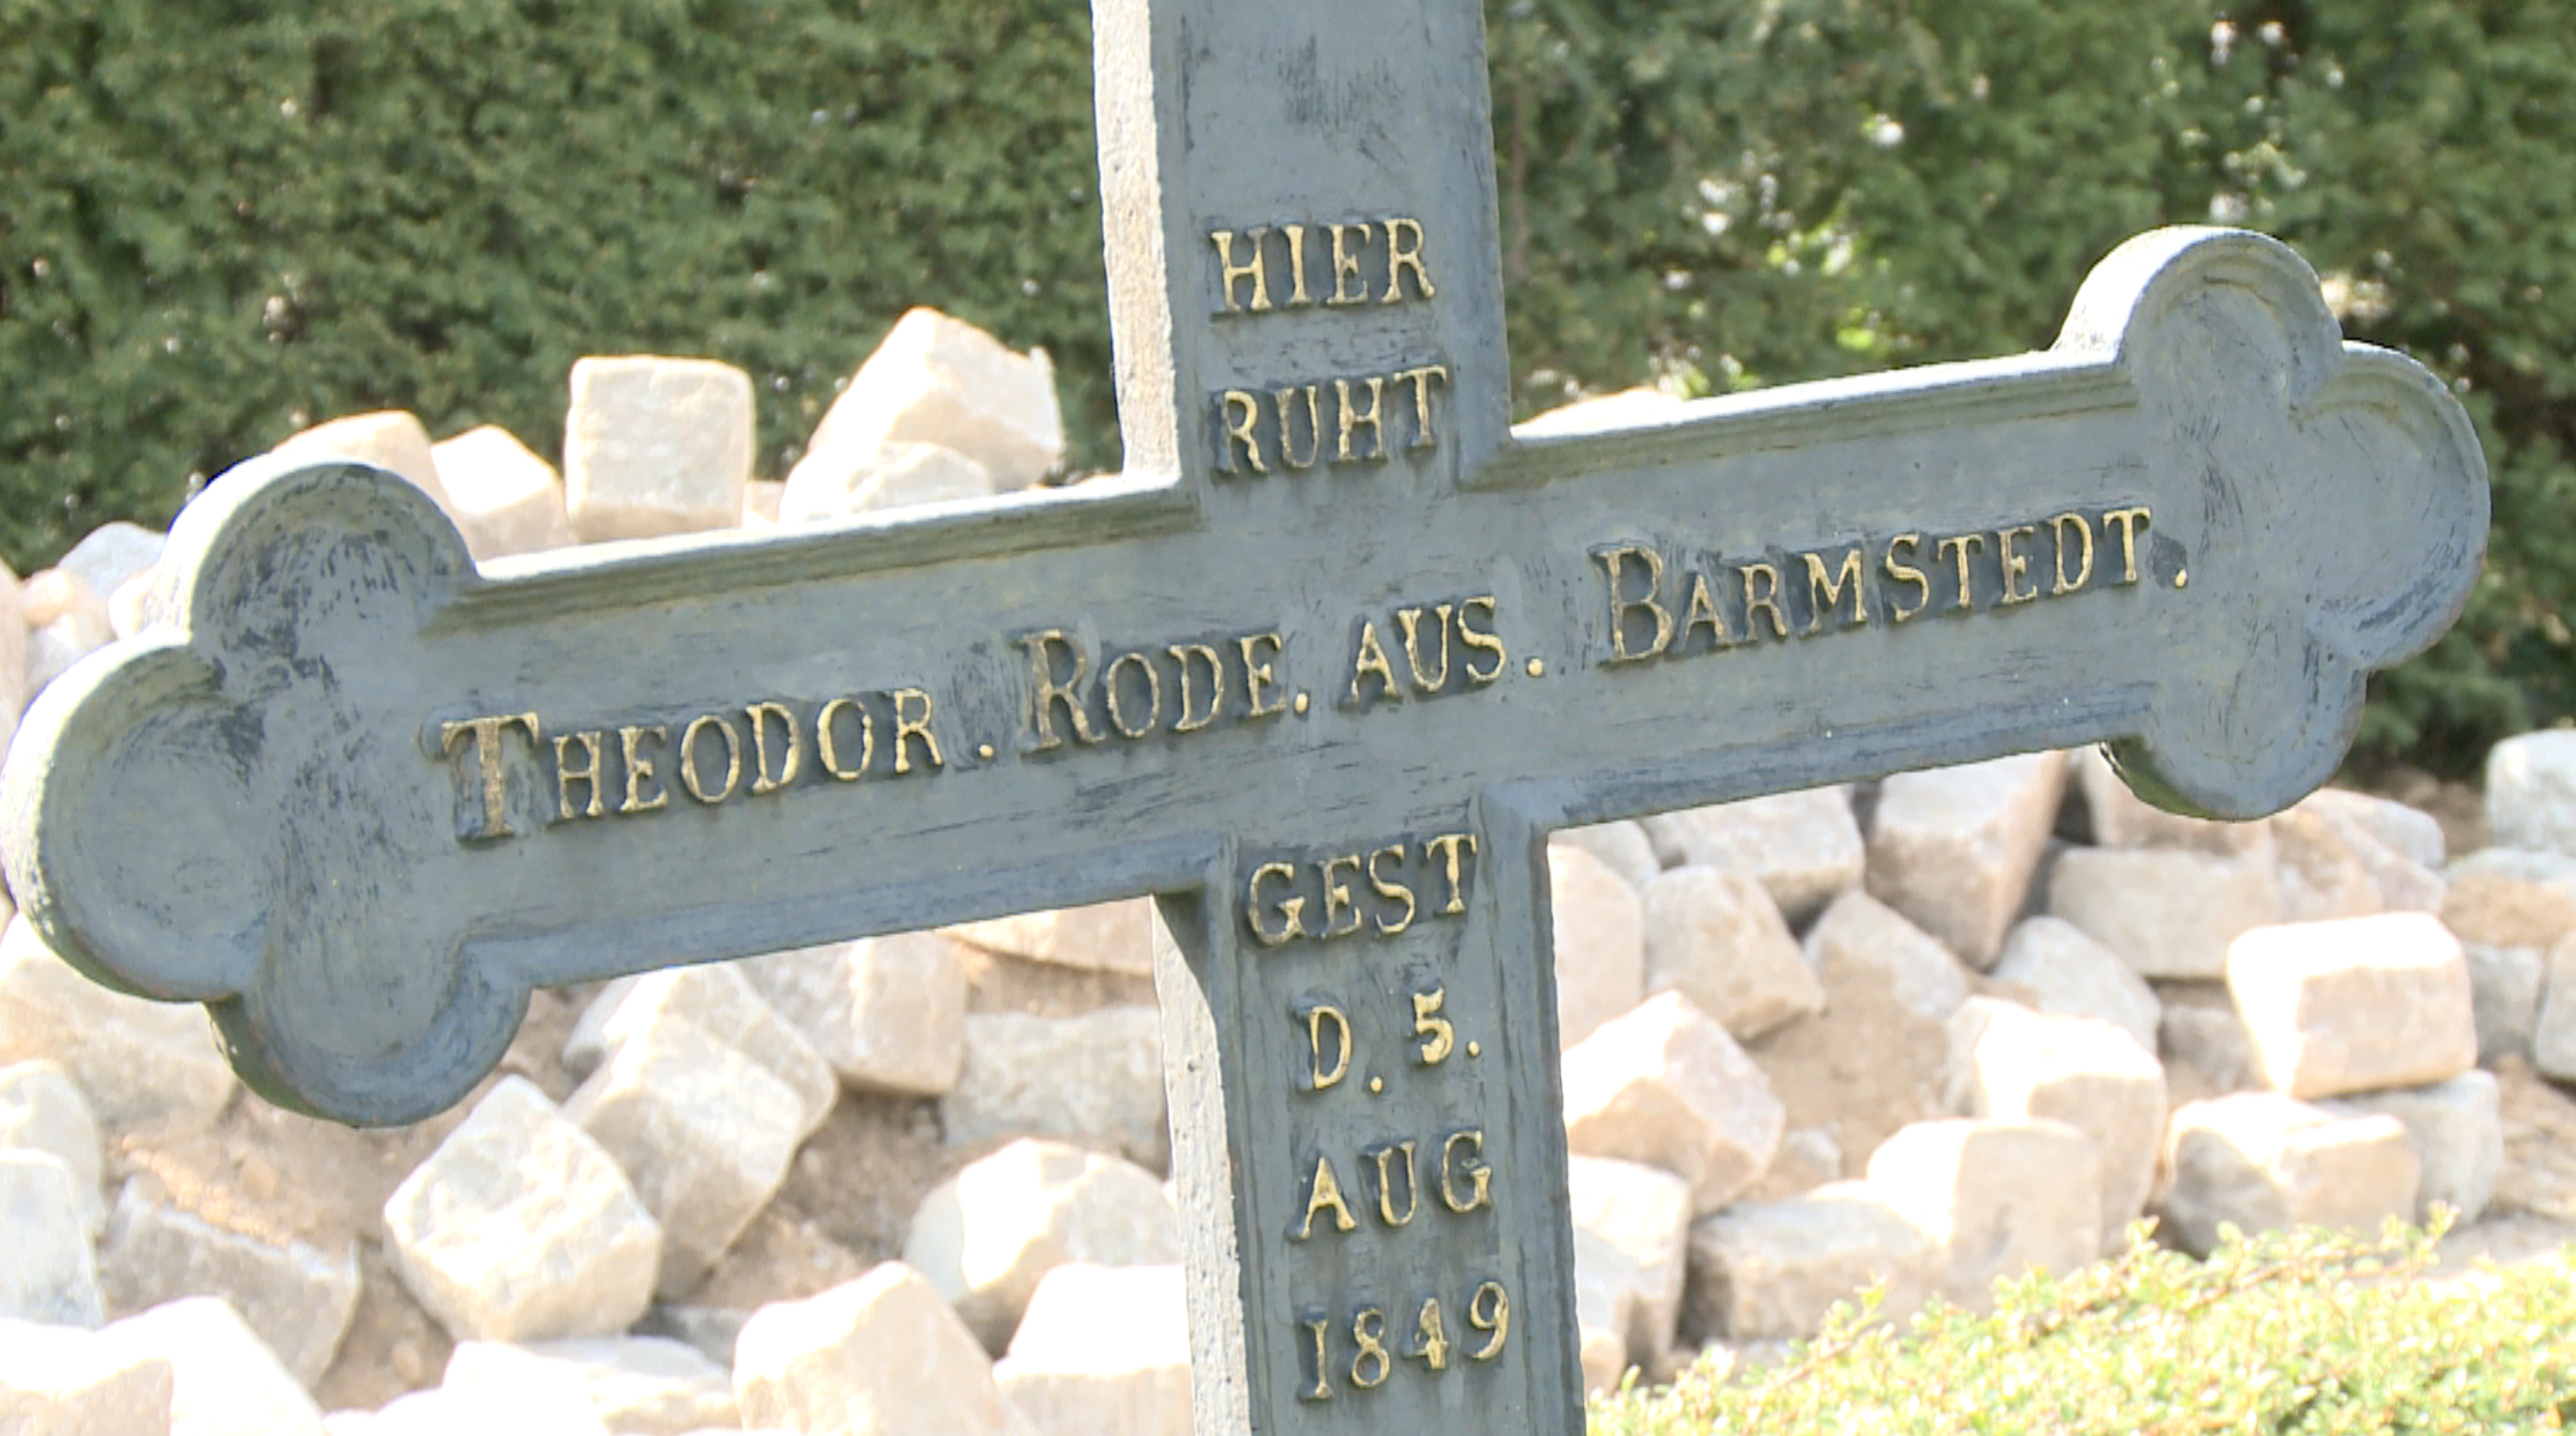 HIER
RUHT
THEODOR. RODE. AUS. BARMSTEDT.
GEST
D. 5.
AUG
1849